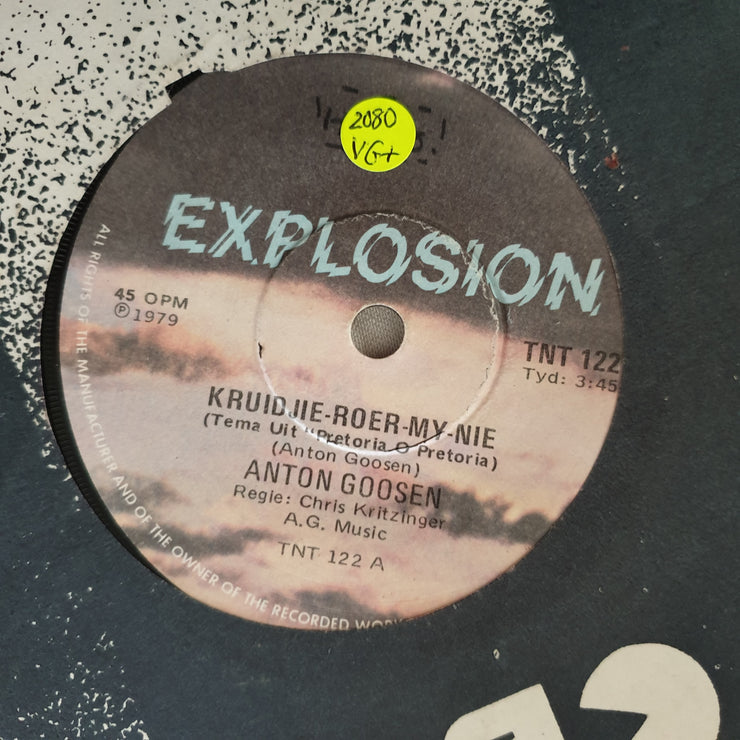 2080
VG+
EXPLOSION
45 OPM
℗1979
TNT 122
Tyd: 3:45
KRUIDJIE-ROER-MY-NIE
(Tema Uit "Pretoria O Pretoria)
(Anton Goosen)
ANTON GOOSEN
Regie: Chris Kritzinger
A.G. Music
TNT 122 A
ALL RIGHTS OF THE MANUFACTURER AND OF THE OWNER OF THE RECORDED